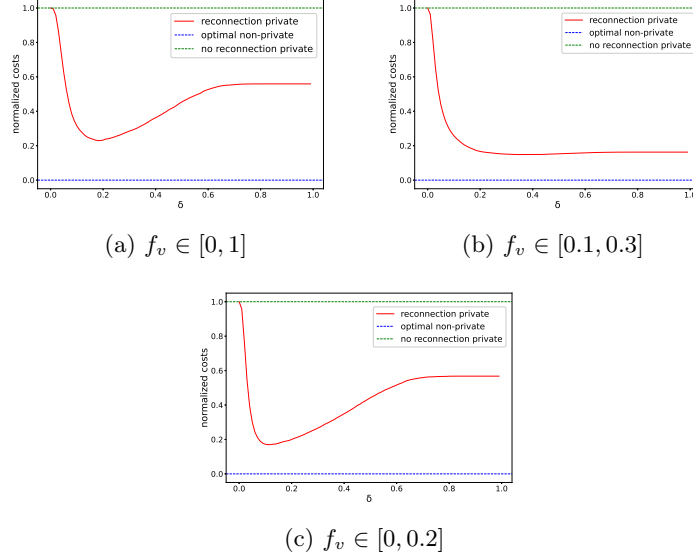 1.0
0.8
0.6
0.4
0.2
0.0
normalized costs
reconnection private
optimal non-private
no reconnection private
0.0 0.2 0.4 0.6 0.8 1.0
δ
(a) f_v ∈ [0, 1]
1.0
0.8
0.6
0.4
0.2
0.0
normalized costs
reconnection private
optimal non-private
no reconnection private
0.0 0.2 0.4 0.6 0.8 1.0
δ
(b) f_v ∈ [0.1, 0.3]
1.0
0.8
0.6
0.4
0.2
0.0
normalized costs
reconnection private
optimal non-private
no reconnection private
0.0 0.2 0.4 0.6 0.8 1.0
δ
(c) f_v ∈ [0, 0.2]